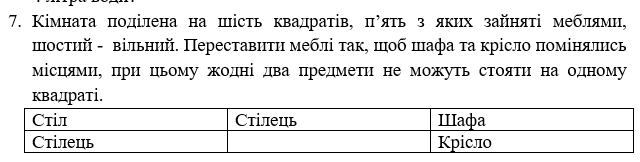 7. Кімната поділена на шість квадратів, п’ять з яких зайняті меблями,
шостий - вільний. Переставити меблі так, щоб шафа та крісло помінялись
місцями, при цьому жодні два предмети не можуть стояти на одному
квадраті.
Стіл Стілець Шафа
Стілець Крісло